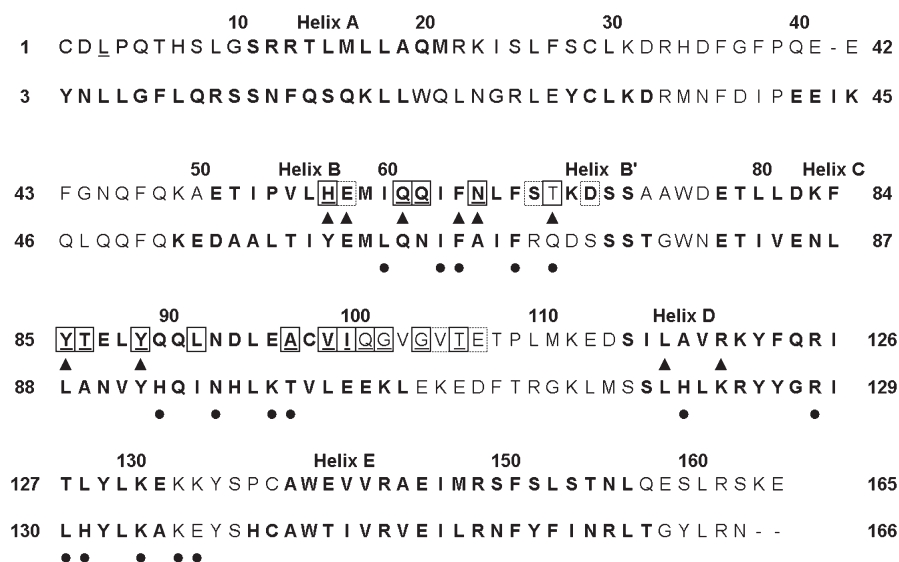 10 Helix A 20 30 40
1 CDLPQTHSLGSRRTLMLLAQMRKISLFSCLKDRHDFGFPQE-E 42
3 YNLLGFLQRSSNFQSQKLLWQLNGRLEYCLKDRMNFDIPEEIK 45
50 Helix B 60 Helix B' 80 Helix C
43 FGNQFQKAETIPVLHEMIQQIFNLFSTKDSSAAWDETLLDKF 84
46 QLQQFQKEDAALTIYEMLQNIFAIFRQDSSSTGWNETIVENL 87
90 100 110 Helix D
85 YTELYQQLNDLEACVIQGVGVTETPLMKEDSILAVRKYFQRI 126
88 LANVYHQINHLKTVLEEKLEKEDFTRGKLMSSLHLKRYYGRI 129
130 Helix E 150 160
127 TLYLKEKKYSPCAWEVVRAEIMRSFSLSTNLQESLRSKE 165
130 LHYLKAKEYSHCAWTIVRVEILRNFYFINRLTGYLRN-- 166